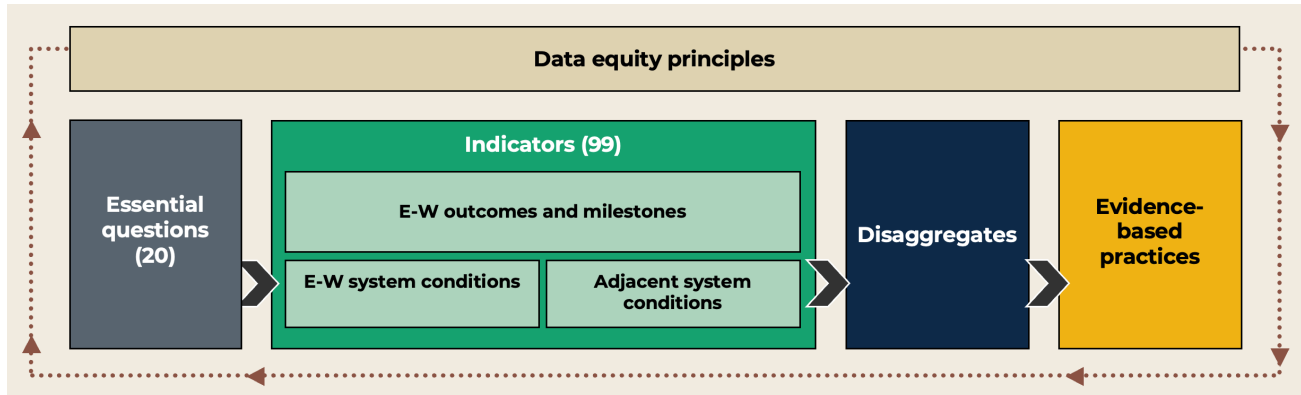 Data equity principles
Essential
questions
(20)
Indicators (99)
E-W outcomes and milestones
E-W system conditions
Adjacent system
conditions
Disaggregates
Evidence-
based
practices